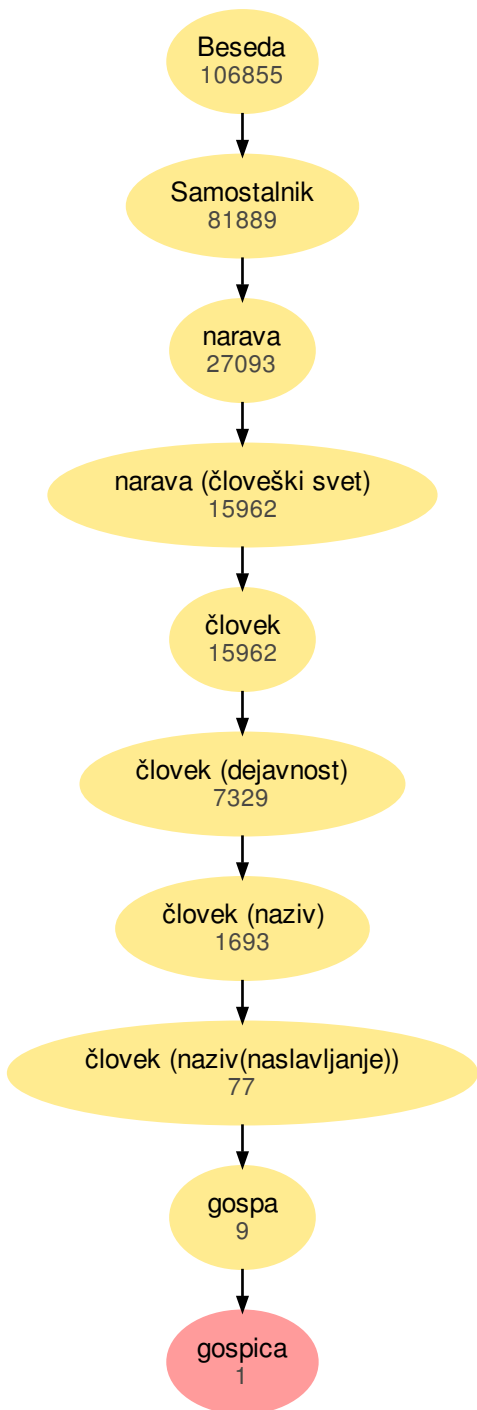 Beseda
106855
Samostalnik
81889
narava
27093
narava (človeški svet)
15962
človek
15962
človek (dejavnost)
7329
človek (naziv)
1693
človek (naziv(naslavljanje))
77
gospa
9
gospica
1